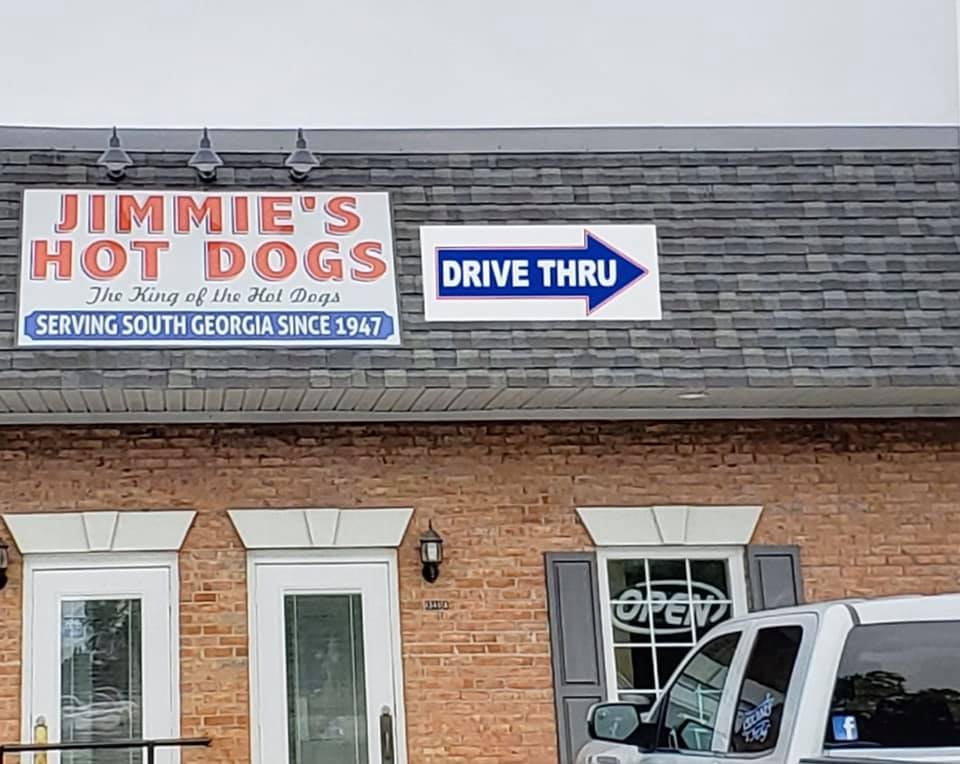 JIMMIE'S
HOT DOGS
The King of the Hot Dogs
SERVING SOUTH GEORGIA SINCE 1947
DRIVE THRU
OPEN
f